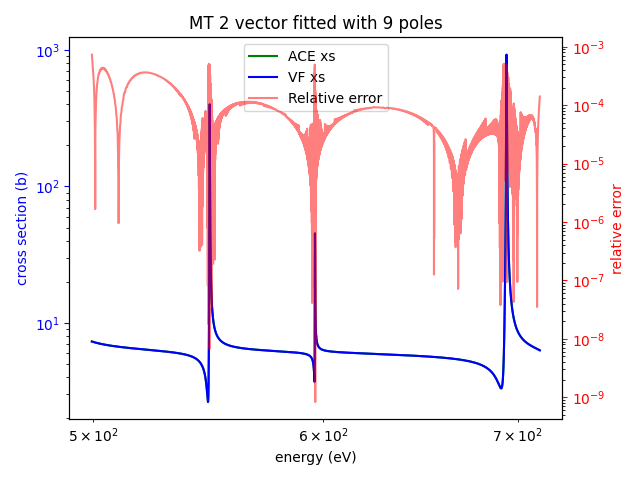 MT 2 vector fitted with 9 poles
ACE xs
VF xs
Relative error
10³
10²
10¹
cross section (b)
10⁻³
10⁻⁴
10⁻⁵
10⁻⁶
10⁻⁷
10⁻⁸
10⁻⁹
relative error
5 × 10² 6 × 10² 7 × 10²
energy (eV)